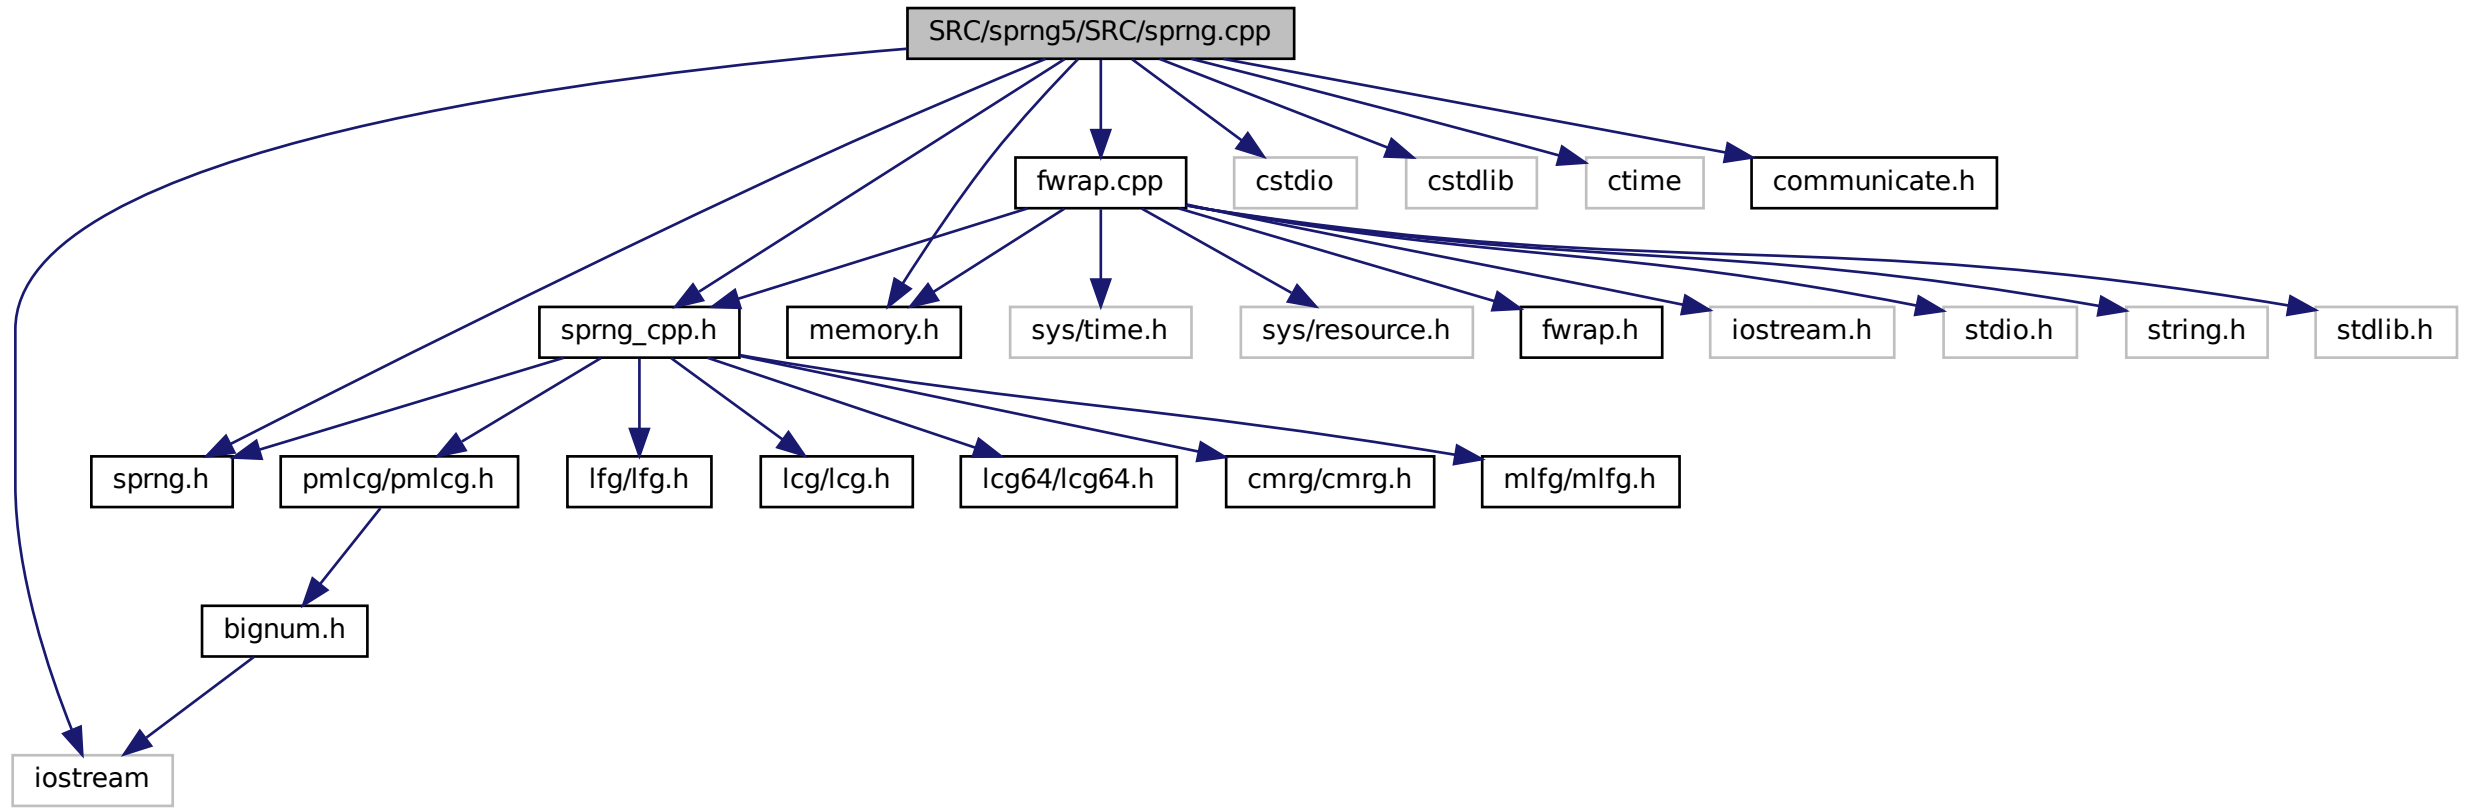 SRC/sprng5/SRC/sprng.cpp
fwrap.cpp
cstdio
cstdlib
ctime
communicate.h
sprng_cpp.h
memory.h
sys/time.h
sys/resource.h
fwrap.h
iostream.h
stdio.h
string.h
stdlib.h
sprng.h
pmlcg/pmlcg.h
lfg/lfg.h
lcg/lcg.h
lcg64/lcg64.h
cmrg/cmrg.h
mlfg/mlfg.h
bignum.h
iostream